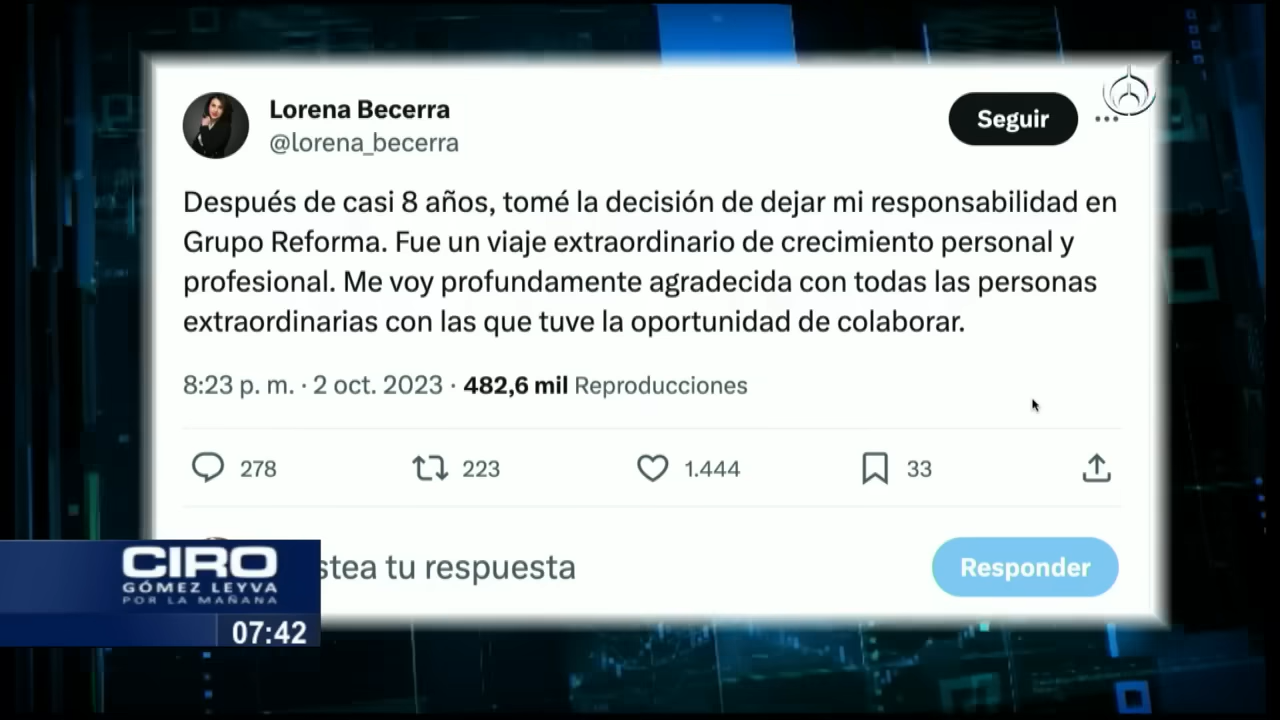 Lorena Becerra
@lorena_becerra
Seguir
Después de casi 8 años, tomé la decisión de dejar mi responsabilidad en
Grupo Reforma. Fue un viaje extraordinario de crecimiento personal y
profesional. Me voy profundamente agradecida con todas las personas
extraordinarias con las que tuve la oportunidad de colaborar.
8:23 p. m. · 2 oct. 2023 · 482,6 mil Reproducciones
278 223 1.444 33
stea tu respuesta
Responder
CIRO
GÓMEZ LEYVA
POR LA MAÑANA
07:42